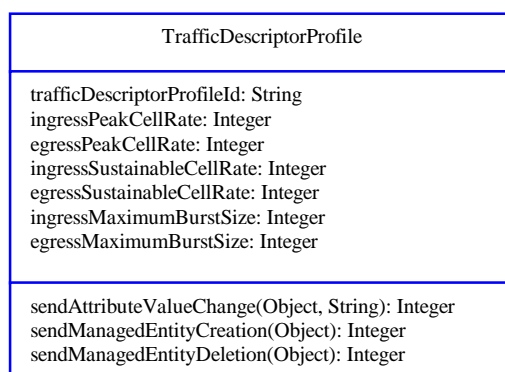 TrafficDescriptorProfile
trafficDescriptorProfileId: String
ingressPeakCellRate: Integer
egressPeakCellRate: Integer
ingressSustainableCellRate: Integer
egressSustainableCellRate: Integer
ingressMaximumBurstSize: Integer
egressMaximumBurstSize: Integer
sendAttributeValueChange(Object, String): Integer
sendManagedEntityCreation(Object): Integer
sendManagedEntityDeletion(Object): Integer